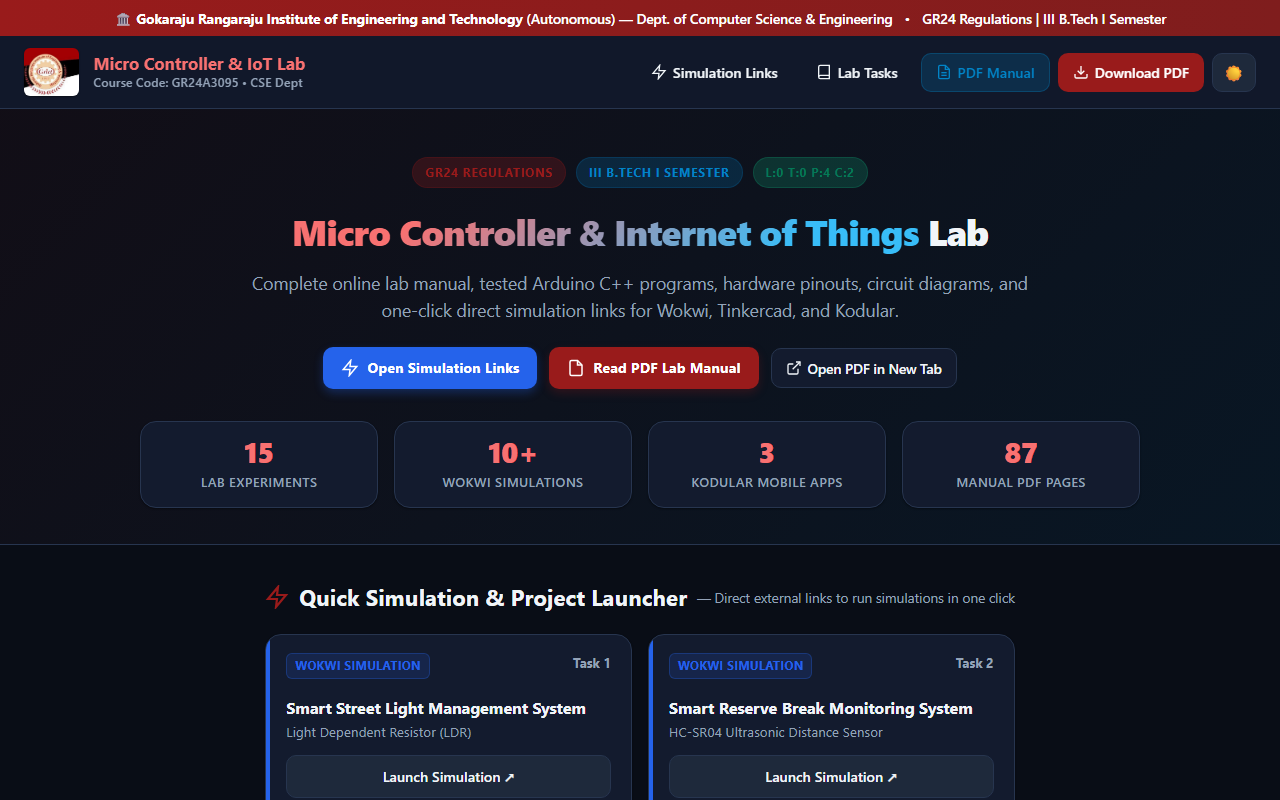 🏛️ Gokaraju Rangaraju Institute of Engineering and Technology (Autonomous) — Dept. of Computer Science & Engineering • GR24 Regulations | III B.Tech I Semester
Micro Controller & IoT Lab
Course Code: GR24A3095 • CSE Dept
Simulation Links
Lab Tasks
PDF Manual
Download PDF
GR24 REGULATIONS
III B.TECH I SEMESTER
L:0 T:0 P:4 C:2
Micro Controller & Internet of Things Lab
Complete online lab manual, tested Arduino C++ programs, hardware pinouts, circuit diagrams, and
one-click direct simulation links for Wokwi, Tinkercad, and Kodular.
Open Simulation Links
Read PDF Lab Manual
Open PDF in New Tab
15
LAB EXPERIMENTS
10+
WOKWI SIMULATIONS
3
KODULAR MOBILE APPS
87
MANUAL PDF PAGES
Quick Simulation & Project Launcher — Direct external links to run simulations in one click
WOKWI SIMULATION
Task 1
Smart Street Light Management System
Light Dependent Resistor (LDR)
Launch Simulation ↗
WOKWI SIMULATION
Task 2
Smart Reserve Break Monitoring System
HC-SR04 Ultrasonic Distance Sensor
Launch Simulation ↗